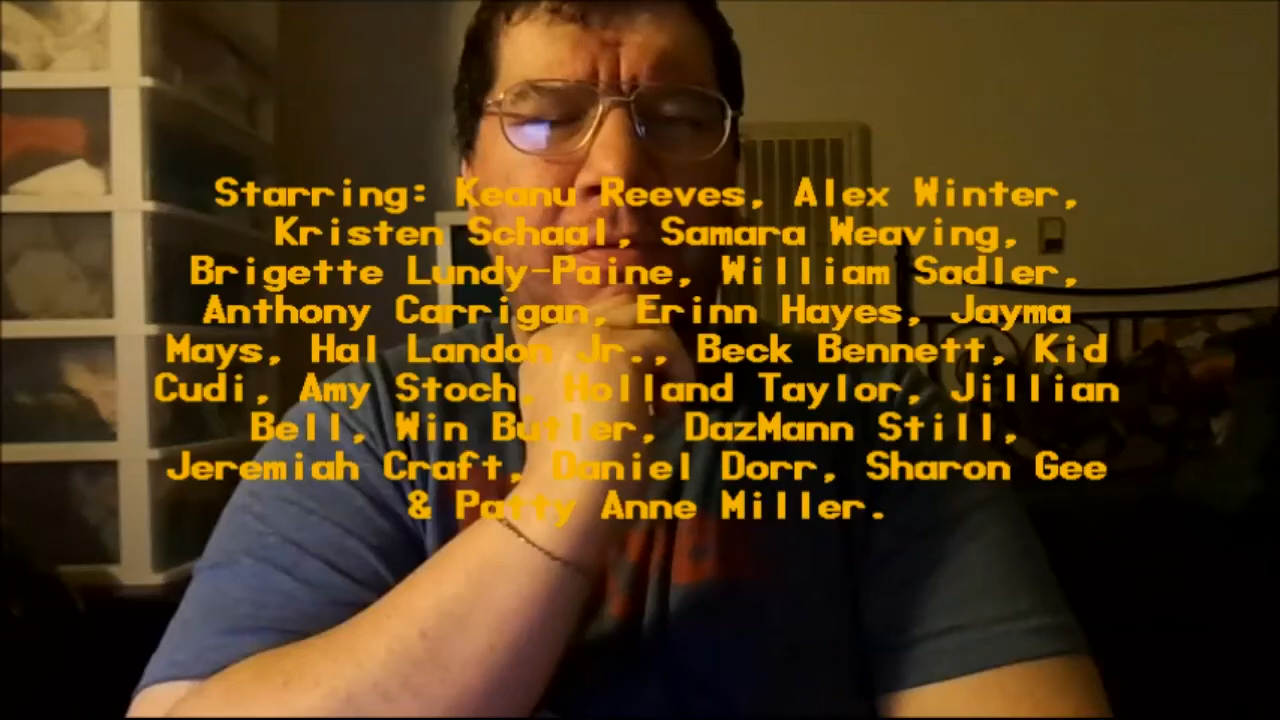 Starring: Keanu Reeves, Alex Winter,
Kristen Schaal, Samara Weaving,
Brigette Lundy-Paine, William Sadler,
Anthony Carrigan, Erinn Hayes, Jayma
Mays, Hal Landon Jr., Beck Bennett, Kid
Cudi, Amy Stoch, Holland Taylor, Jillian
Bell, Win Butler, DazMann Still,
Jeremiah Craft, Daniel Dorr, Sharon Gee
& Patty Anne Miller.